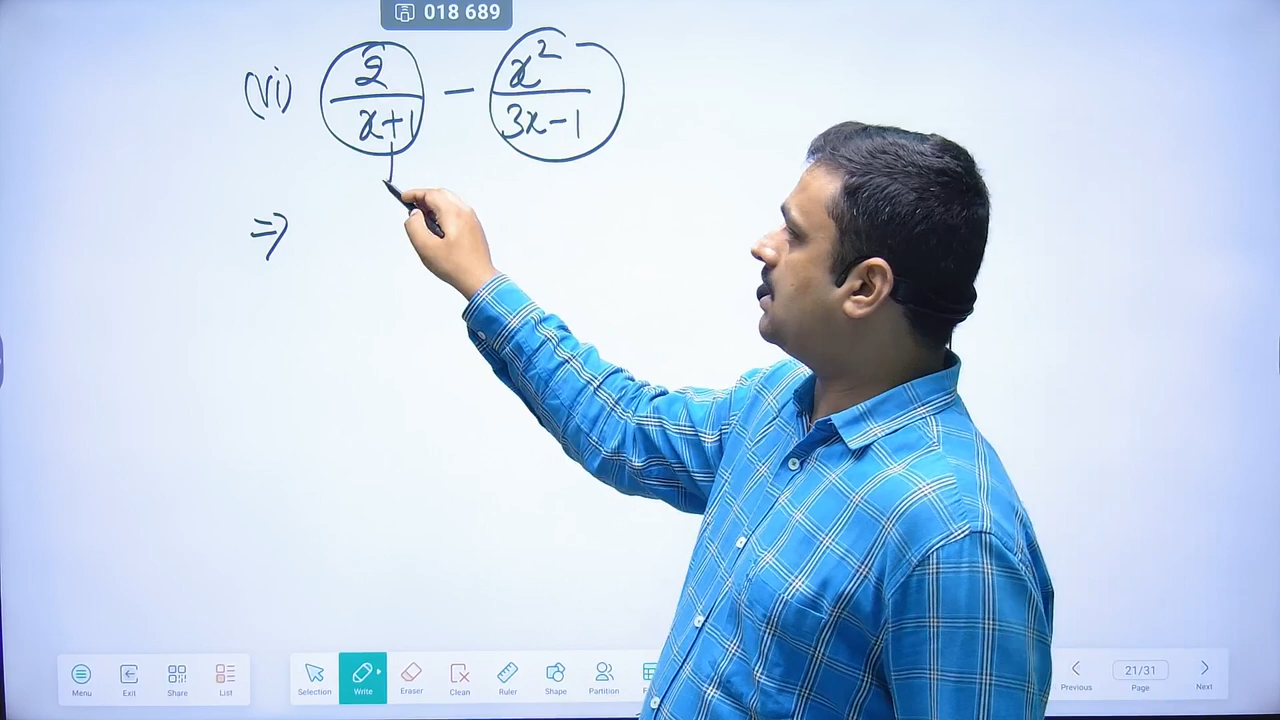 018 689
(vi) 2/(x+1) - x²/(3x-1)
⇒
Menu Exit Share List Selection Write Eraser Clean Ruler Shape Partition Previous 21/31 Page Next